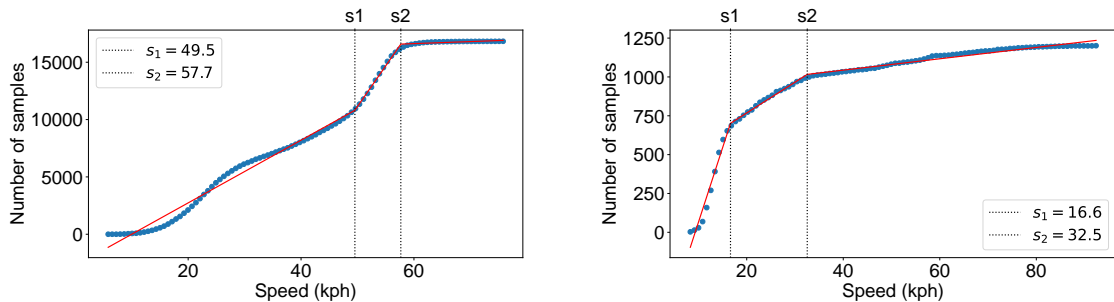 s1 s2
s₁ = 49.5
s₂ = 57.7
15000
10000
5000
0
20 40 60
Number of samples
Speed (kph)
s1 s2
1250
1000
750
500
250
0
20 40 60 80
Number of samples
Speed (kph)
s₁ = 16.6
s₂ = 32.5